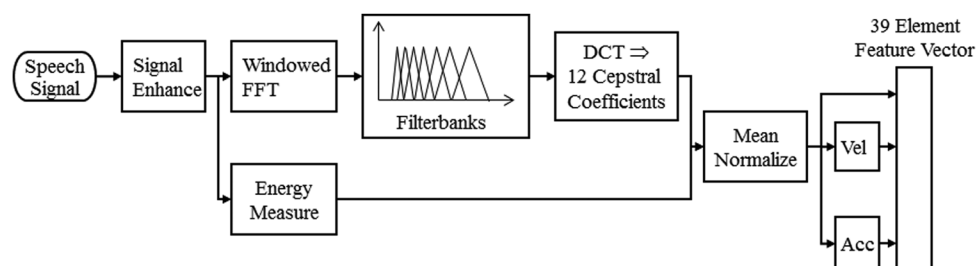 Speech
Signal
Signal
Enhance
Windowed
FFT
Filterbanks
DCT ⇒
12 Cepstral
Coefficients
Energy
Measure
Mean
Normalize
39 Element
Feature Vector
Vel
Acc